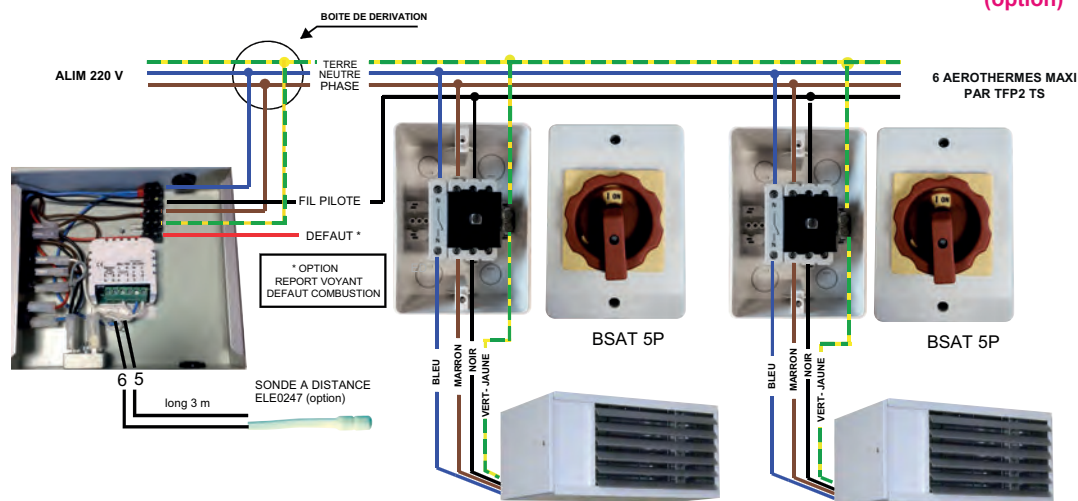 (option)
BOITE DE DERIVATION
ALIM 220 V
TERRE
NEUTRE
PHASE
6 AEROTHERMES MAXI
PAR TFP2 TS
FIL PILOTE
DEFAUT *
* OPTION
REPORT VOYANT
DEFAUT COMBUSTION
I ON
I ON
BSAT 5P
BSAT 5P
BLEU
MARRON
NOIR
VERT- JAUNE
BLEU
MARRON
NOIR
VERT- JAUNE
6 5
long 3 m
SONDE A DISTANCE
ELE0247 (option)